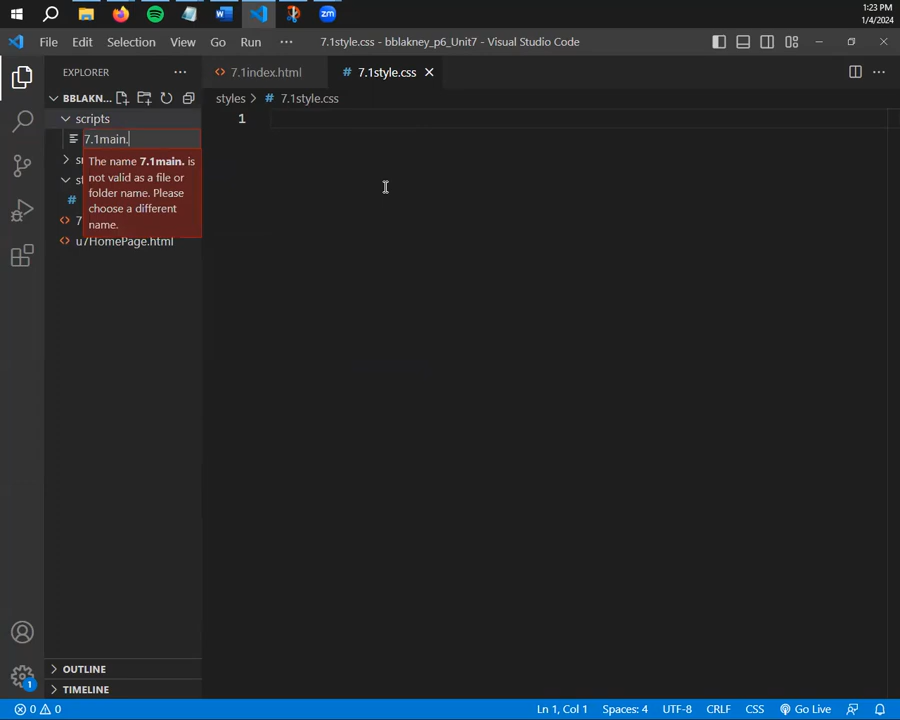 1:23 PM
1/4/2024
File Edit Selection View Go Run ··· 7.1style.css - bblakney_p6_Unit7 - Visual Studio Code
EXPLORER
7.1index.html
7.1style.css
BBLAKN...
styles > # 7.1style.css
scripts
1
7.1main.
The name 7.1main. is
not valid as a file or
folder name. Please
choose a different
name.
#
7
u7HomePage.html
OUTLINE
TIMELINE
1
0 0
Ln 1, Col 1 Spaces: 4 UTF-8 CRLF CSS Go Live